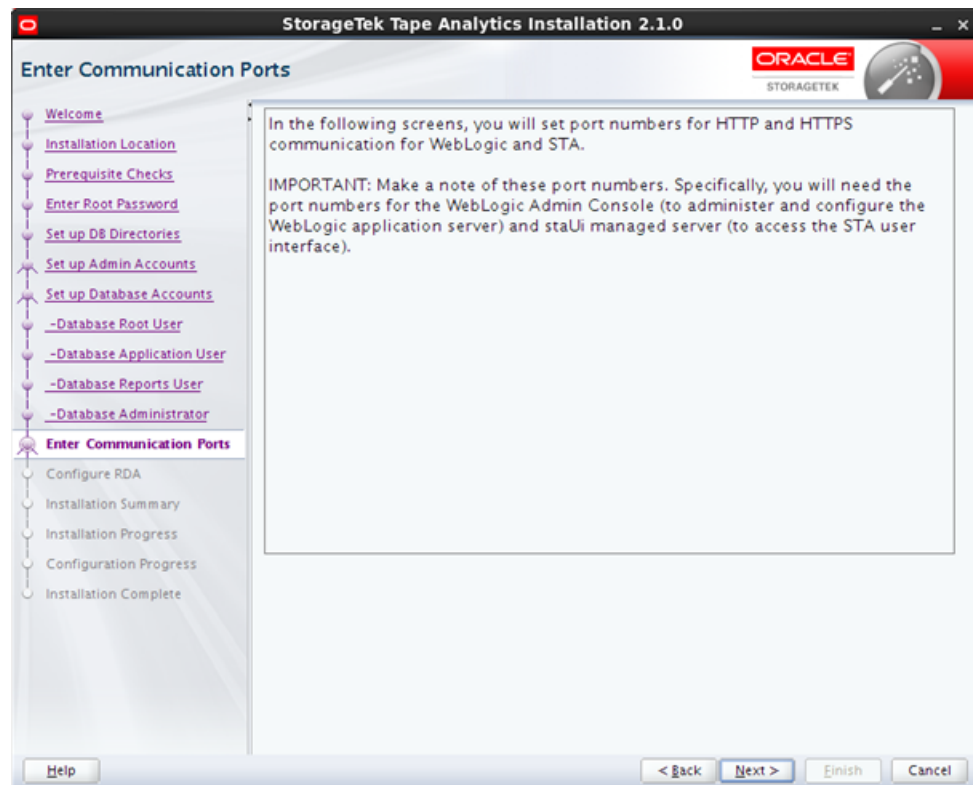 StorageTek Tape Analytics Installation 2.1.0
Enter Communication Ports
ORACLE
STORAGETEK
Welcome
Installation Location
Prerequisite Checks
Enter Root Password
Set up DB Directories
Set up Admin Accounts
Set up Database Accounts
-Database Root User
-Database Application User
-Database Reports User
-Database Administrator
Enter Communication Ports
Configure RDA
Installation Summary
Installation Progress
Configuration Progress
Installation Complete
In the following screens, you will set port numbers for HTTP and HTTPS
communication for WebLogic and STA.
IMPORTANT: Make a note of these port numbers. Specifically, you will need the
port numbers for the WebLogic Admin Console (to administer and configure the
WebLogic application server) and staUi managed server (to access the STA user
interface).
Help
< Back
Next >
Finish
Cancel